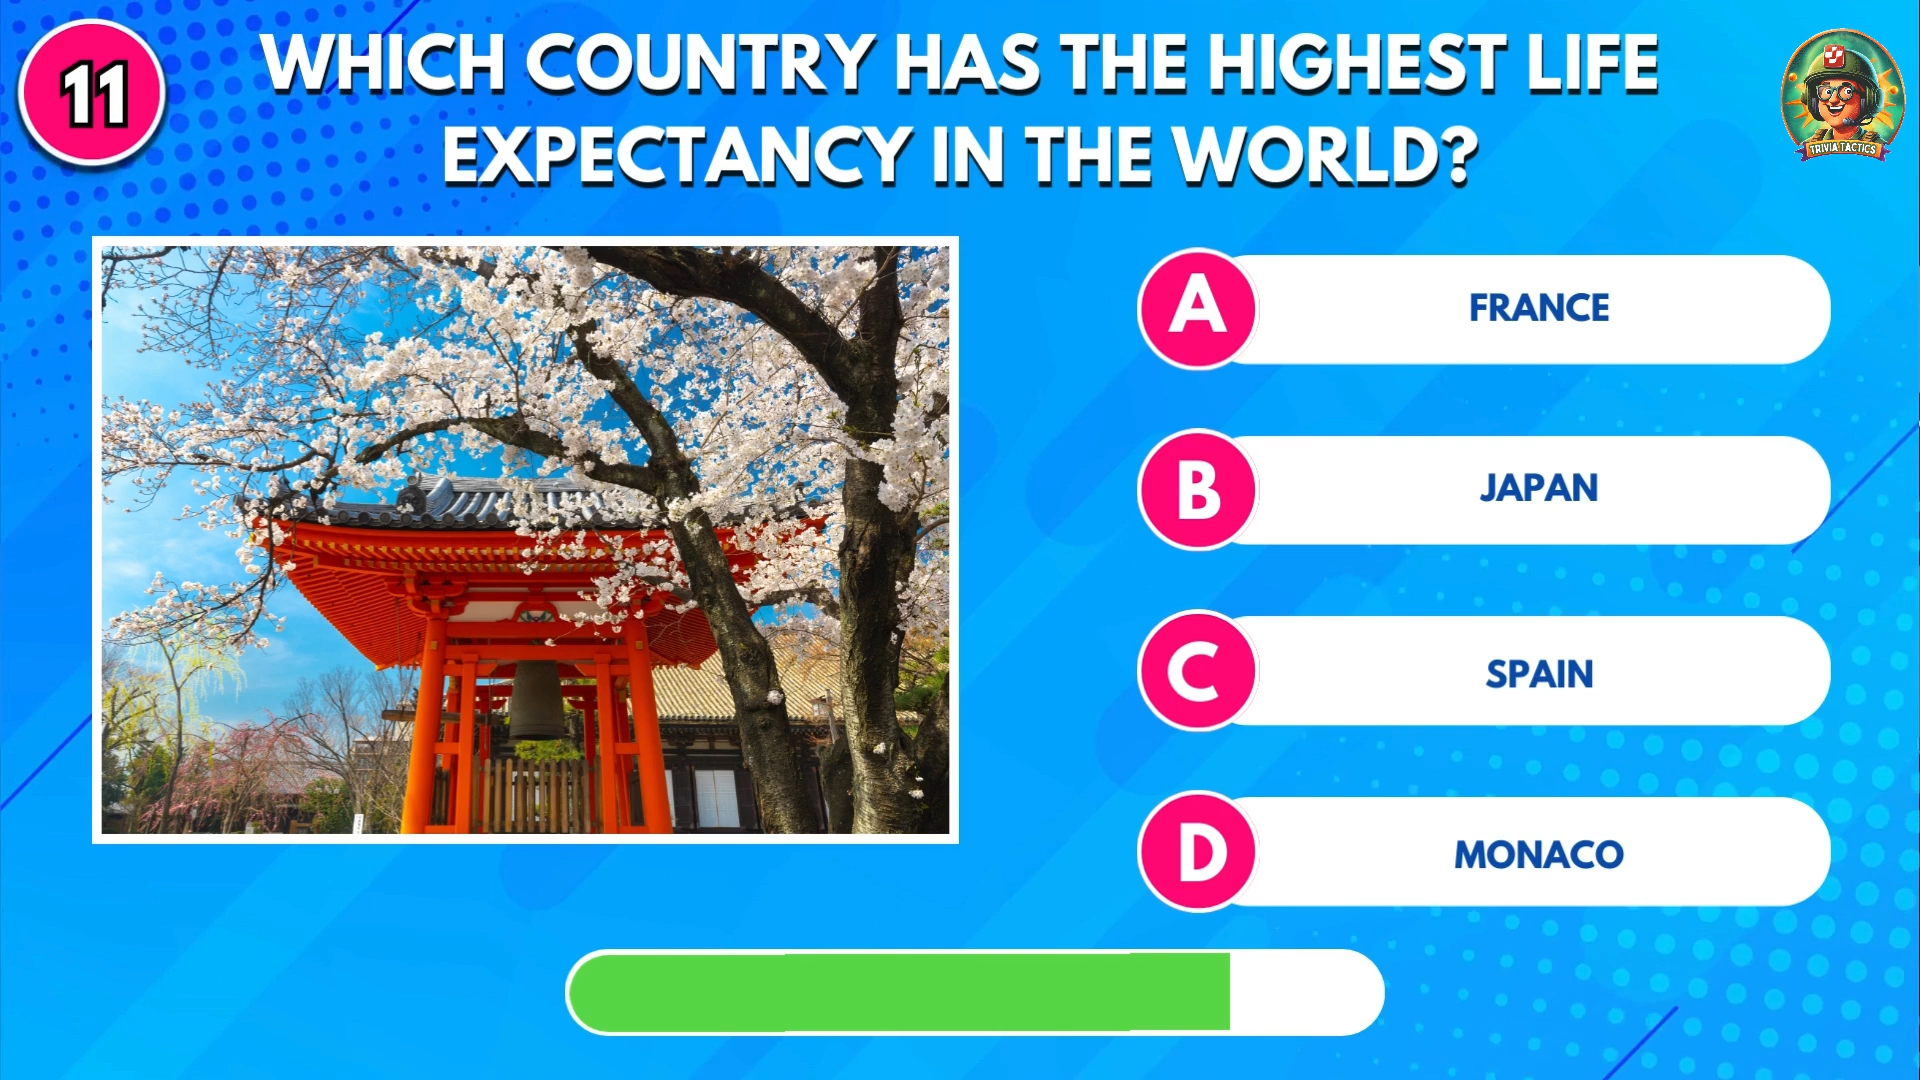 11
WHICH COUNTRY HAS THE HIGHEST LIFE
EXPECTANCY IN THE WORLD?
TRIVIA TACTICS
A
FRANCE
B
JAPAN
C
SPAIN
D
MONACO